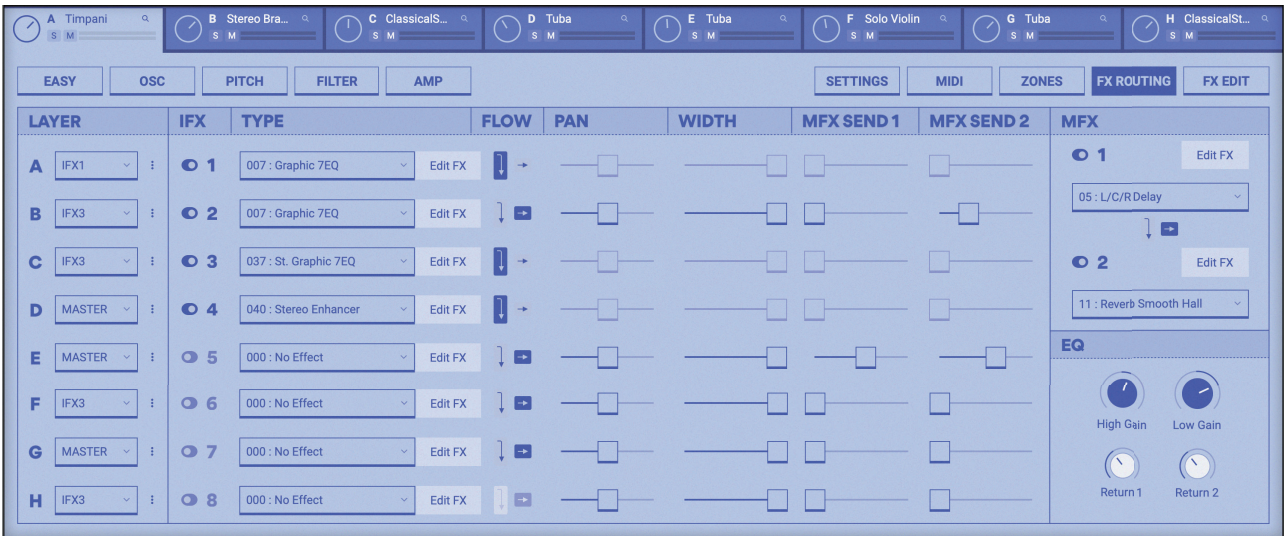 A Timpani B Stereo Bra... C ClassicalS... D Tuba E Tuba F Solo Violin G Tuba H ClassicalSt...
S M S M S M S M S M S M S M S M
EASY OSC PITCH FILTER AMP SETTINGS MIDI ZONES FX ROUTING FX EDIT
LAYER IFX TYPE FLOW PAN WIDTH MFX SEND 1 MFX SEND 2 MFX
A IFX1 1 007 : Graphic 7EQ Edit FX 1 Edit FX
05 : L/C/R Delay
B IFX3 2 007 : Graphic 7EQ Edit FX
C IFX3 3 037 : St. Graphic 7EQ Edit FX 2 Edit FX
D MASTER 4 040 : Stereo Enhancer Edit FX 11 : Reverb Smooth Hall
EQ
E MASTER 5 000 : No Effect Edit FX
F IFX3 6 000 : No Effect Edit FX
High Gain Low Gain
G MASTER 7 000 : No Effect Edit FX
H IFX3 8 000 : No Effect Edit FX
Return 1 Return 2